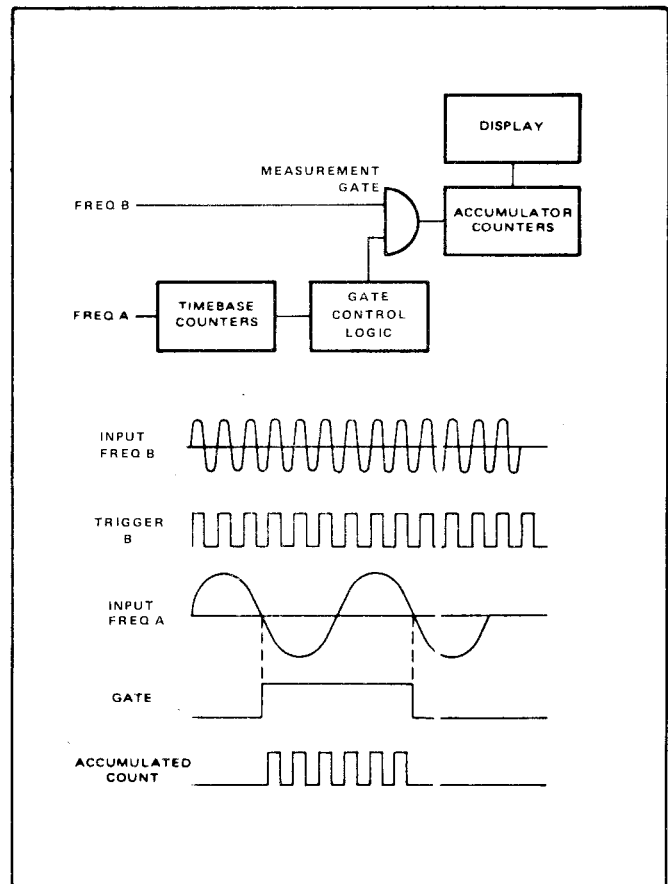 DISPLAY
MEASUREMENT
GATE
FREQ B
ACCUMULATOR
COUNTERS
FREQ A
TIMEBASE
COUNTERS
GATE
CONTROL
LOGIC
INPUT
FREQ B
TRIGGER
B
INPUT
FREQ A
GATE
ACCUMULATED
COUNT